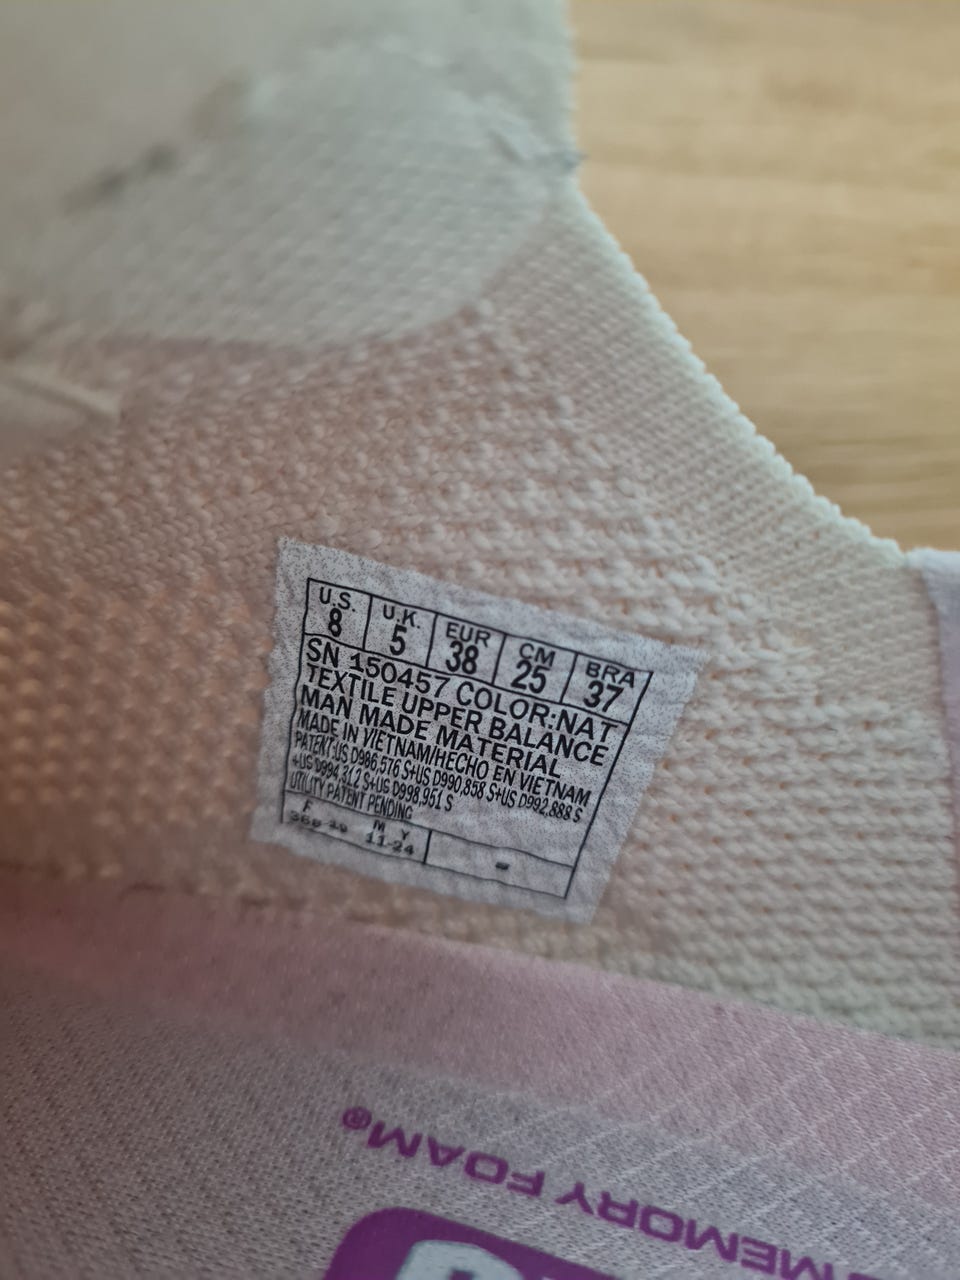 U.S. U.K. EUR CM BRA
8 5 38 25 37
SN 150457 COLOR:NAT
TEXTILE UPPER BALANCE
MAN MADE MATERIAL
MADE IN VIETNAM/HECHO EN VIETNAM
PATENT:US D986,576 S+US D990,858 S+US D992,888 S
+US D994,312 S+US D998,951 S
UTILITY PATENT PENDING
F M Y
11-24
MEMORY FOAM®